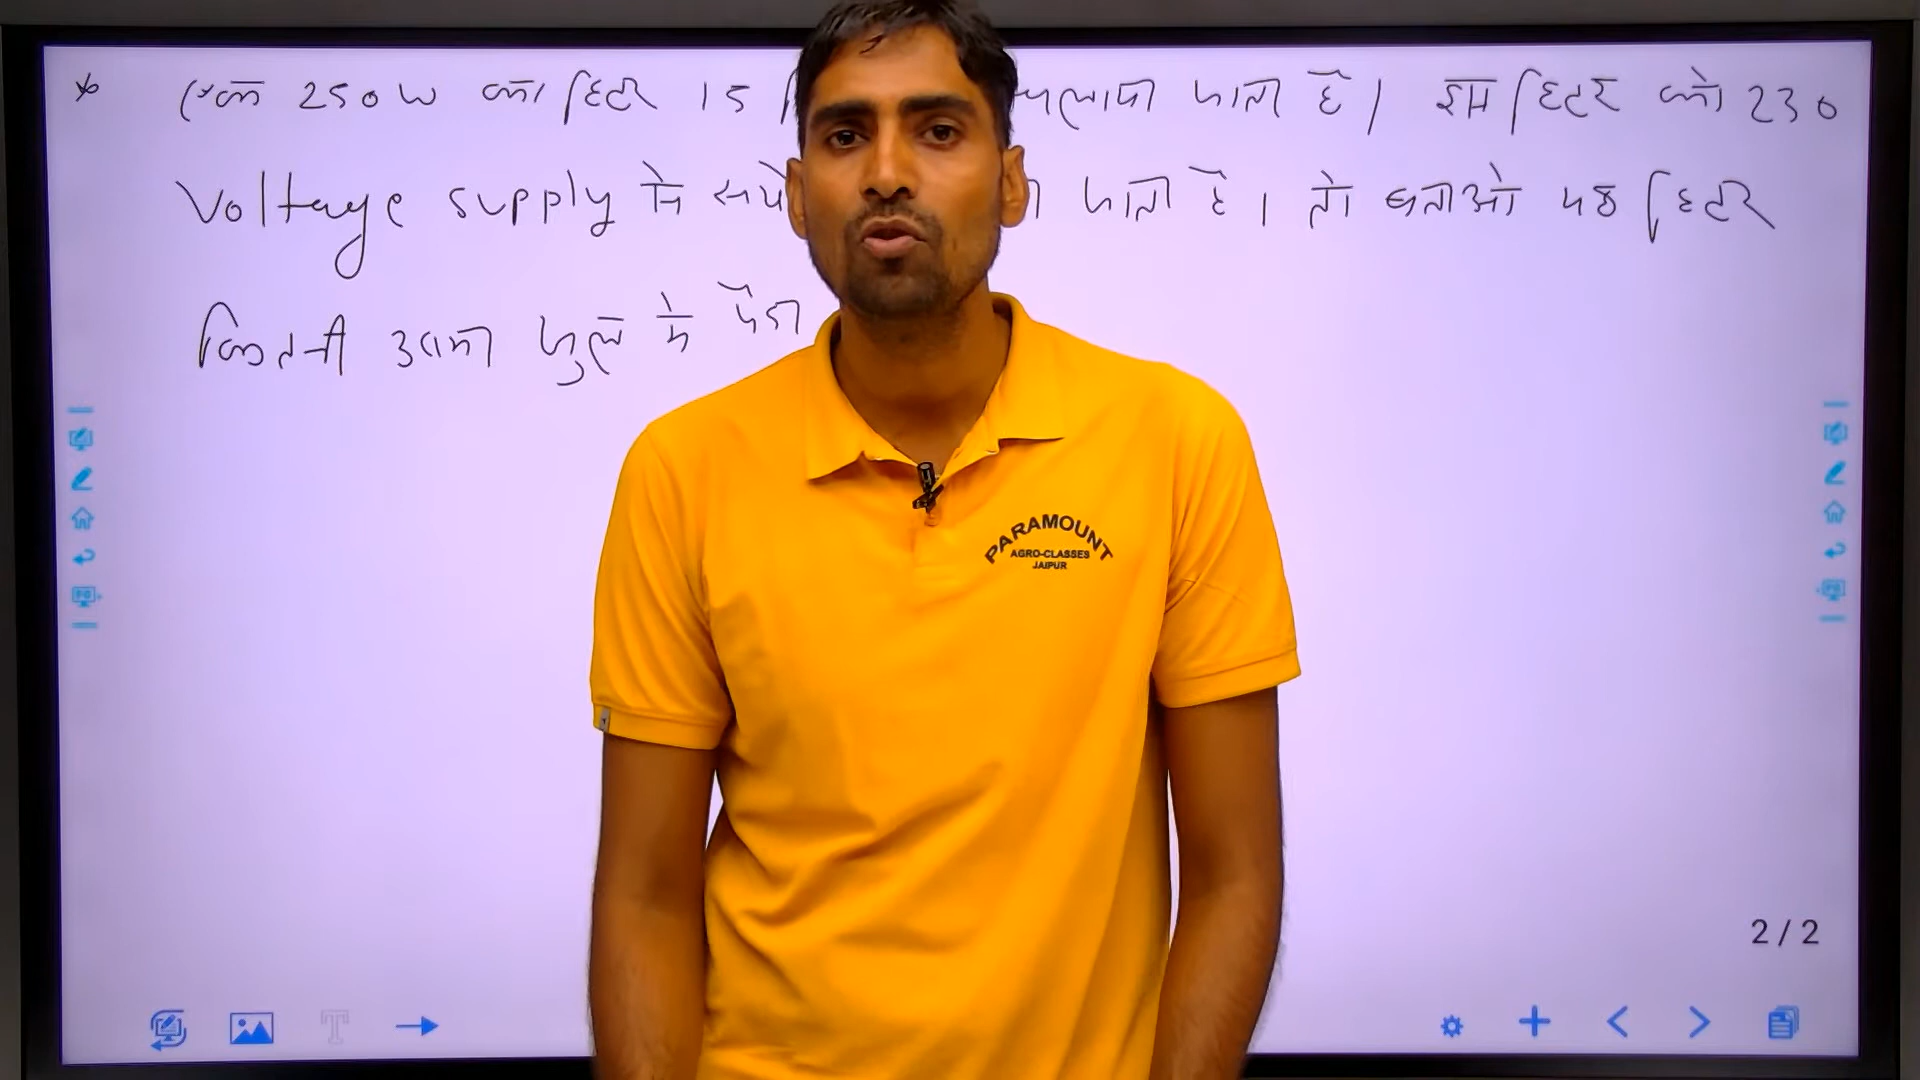 एक 250 W का हिटर 15 चलाया जाता है। इस हिटर को 230
Voltage supply से जाता है। तो बताओ यह हिटर
कितनी उष्मा जुल में पैदा
PARAMOUNT
AGRO-CLASSES
JAIPUR
2 / 2